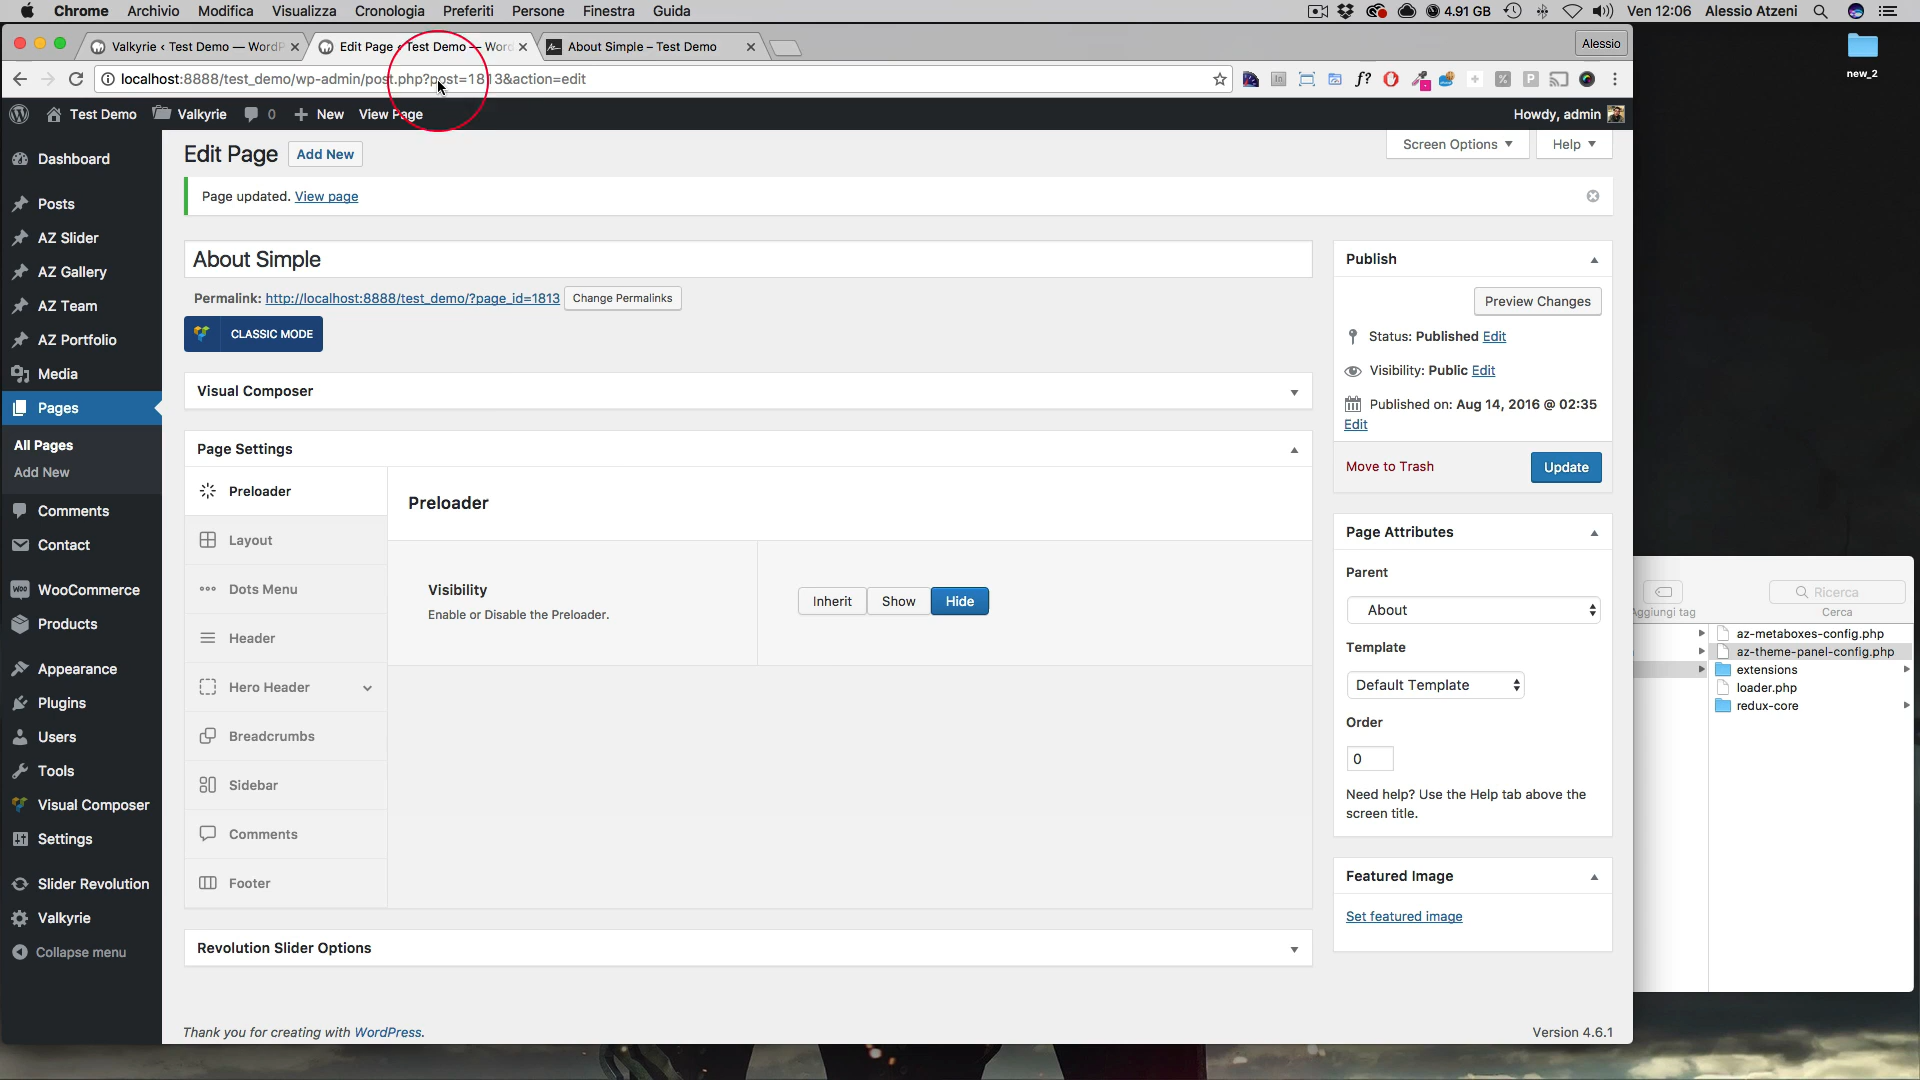 Chrome Archivio Modifica Visualizza Cronologia Preferiti Persone Finestra Guida 4.91 GB Ven 12:06 Alessio Atzeni
Valkyrie ‹ Test Demo — WordP Edit Page ‹ Test Demo — Word About Simple – Test Demo Alessio
localhost:8888/test_demo/wp-admin/post.php?post=1813&action=edit
Test Demo Valkyrie 0 New View Page Howdy, admin
new_2
Dashboard
Posts
AZ Slider
AZ Gallery
AZ Team
AZ Portfolio
Media
Pages
All Pages
Add New
Comments
Contact
WooCommerce
Products
Appearance
Plugins
Users
Tools
Visual Composer
Settings
Slider Revolution
Valkyrie
Collapse menu
Edit Page Add New Screen Options Help
Page updated. View page
About Simple
Permalink: http://localhost:8888/test_demo/?page_id=1813 Change Permalinks
CLASSIC MODE
Visual Composer
Page Settings
Preloader
Layout
Dots Menu
Header
Hero Header
Breadcrumbs
Sidebar
Comments
Footer
Preloader
Visibility
Enable or Disable the Preloader.
Inherit Show Hide
Revolution Slider Options
Thank you for creating with WordPress.
Version 4.6.1
Publish
Preview Changes
Status: Published Edit
Visibility: Public Edit
Published on: Aug 14, 2016 @ 02:35
Edit
Move to Trash Update
Page Attributes
Parent
About
Template
Default Template
Order
0
Need help? Use the Help tab above the
screen title.
Featured Image
Set featured image
Ricerca
Aggiungi tag Cerca
az-metaboxes-config.php
az-theme-panel-config.php
extensions
loader.php
redux-core